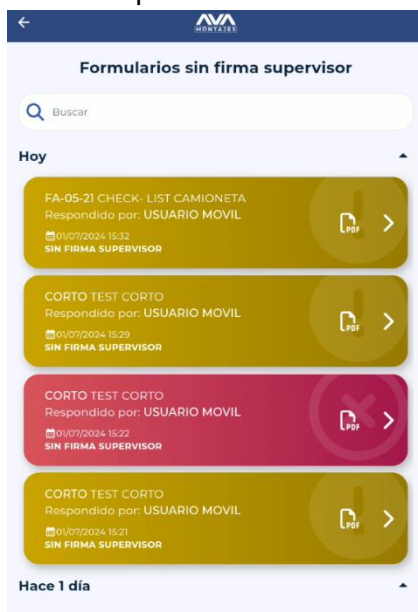 AVA
MONTAJES
Formularios sin firma supervisor
Buscar
Hoy
FA-05-21 CHECK- LIST CAMIONETA
Respondido por: USUARIO MOVIL
01/07/2024 15:32
SIN FIRMA SUPERVISOR
PDF
CORTO TEST CORTO
Respondido por: USUARIO MOVIL
01/07/2024 15:29
SIN FIRMA SUPERVISOR
PDF
CORTO TEST CORTO
Respondido por: USUARIO MOVIL
01/07/2024 15:22
SIN FIRMA SUPERVISOR
PDF
CORTO TEST CORTO
Respondido por: USUARIO MOVIL
01/07/2024 15:21
SIN FIRMA SUPERVISOR
PDF
Hace 1 día